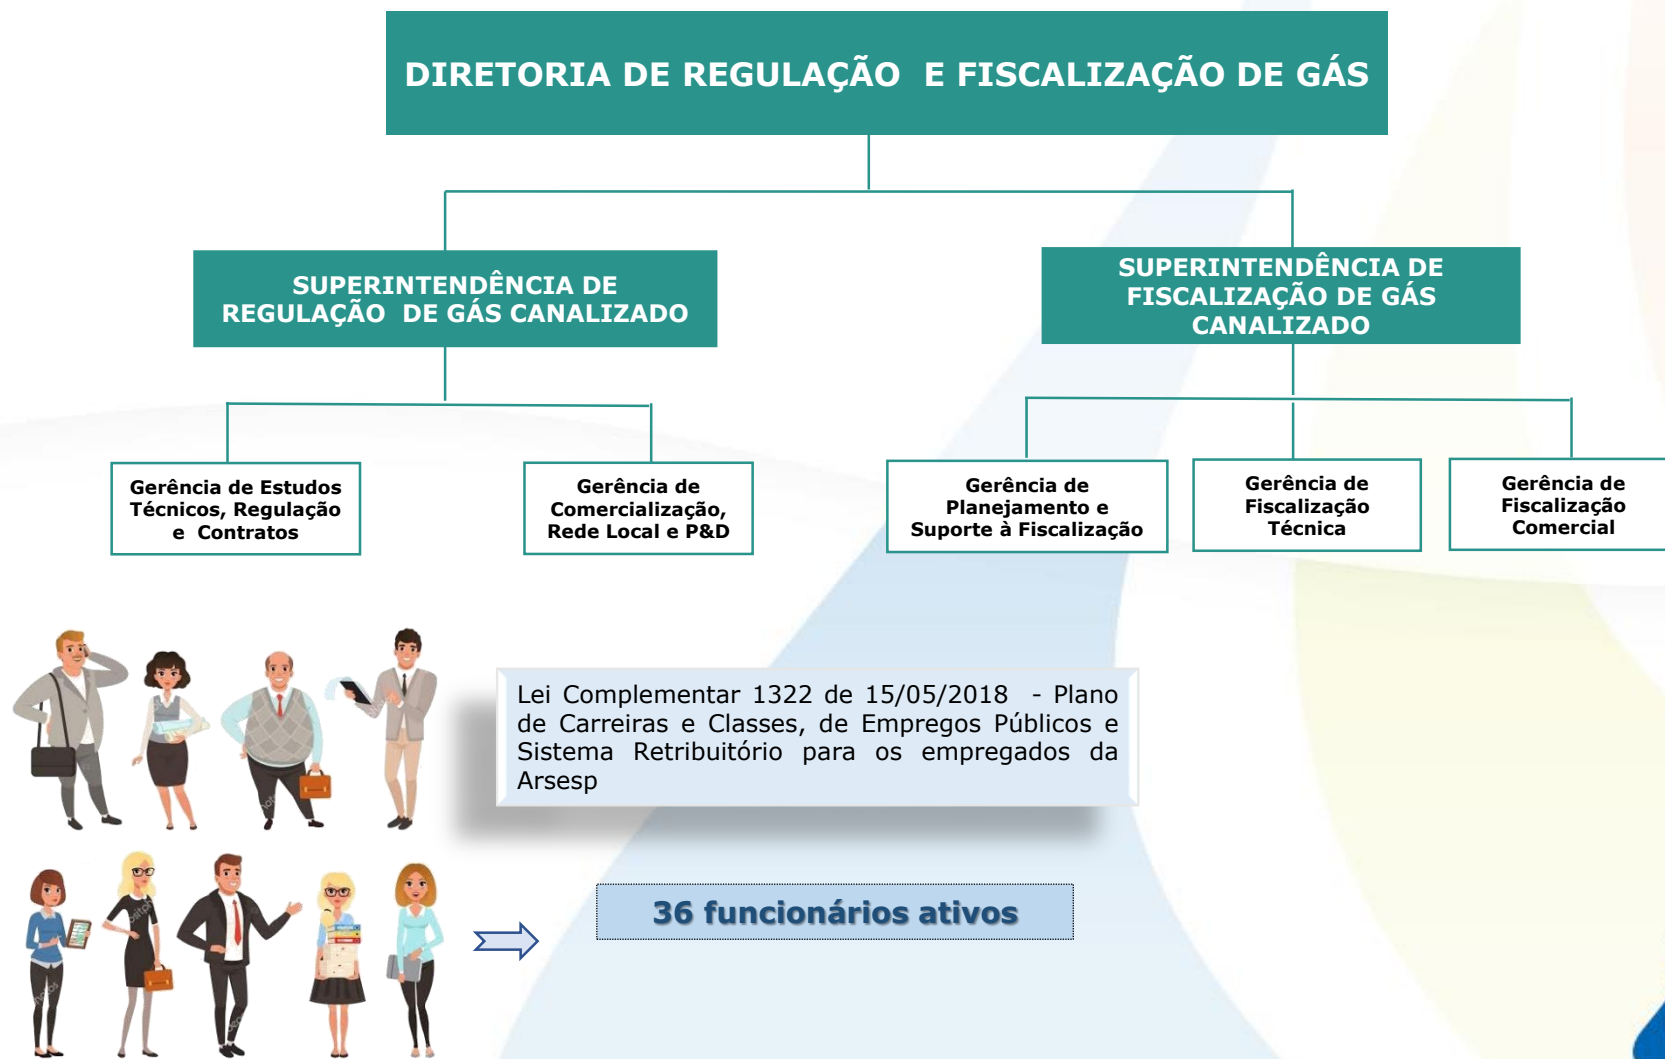 DIRETORIA DE REGULAÇÃO E FISCALIZAÇÃO DE GÁS
SUPERINTENDÊNCIA DE
REGULAÇÃO DE GÁS CANALIZADO
SUPERINTENDÊNCIA DE
FISCALIZAÇÃO DE GÁS
CANALIZADO
Gerência de Estudos
Técnicos, Regulação
e Contratos
Gerência de
Comercialização,
Rede Local e P&D
Gerência de
Planejamento e
Suporte à Fiscalização
Gerência de
Fiscalização
Técnica
Gerência de
Fiscalização
Comercial
Lei Complementar 1322 de 15/05/2018 - Plano
de Carreiras e Classes, de Empregos Públicos e
Sistema Retribuitório para os empregados da
Arsesp
36 funcionários ativos